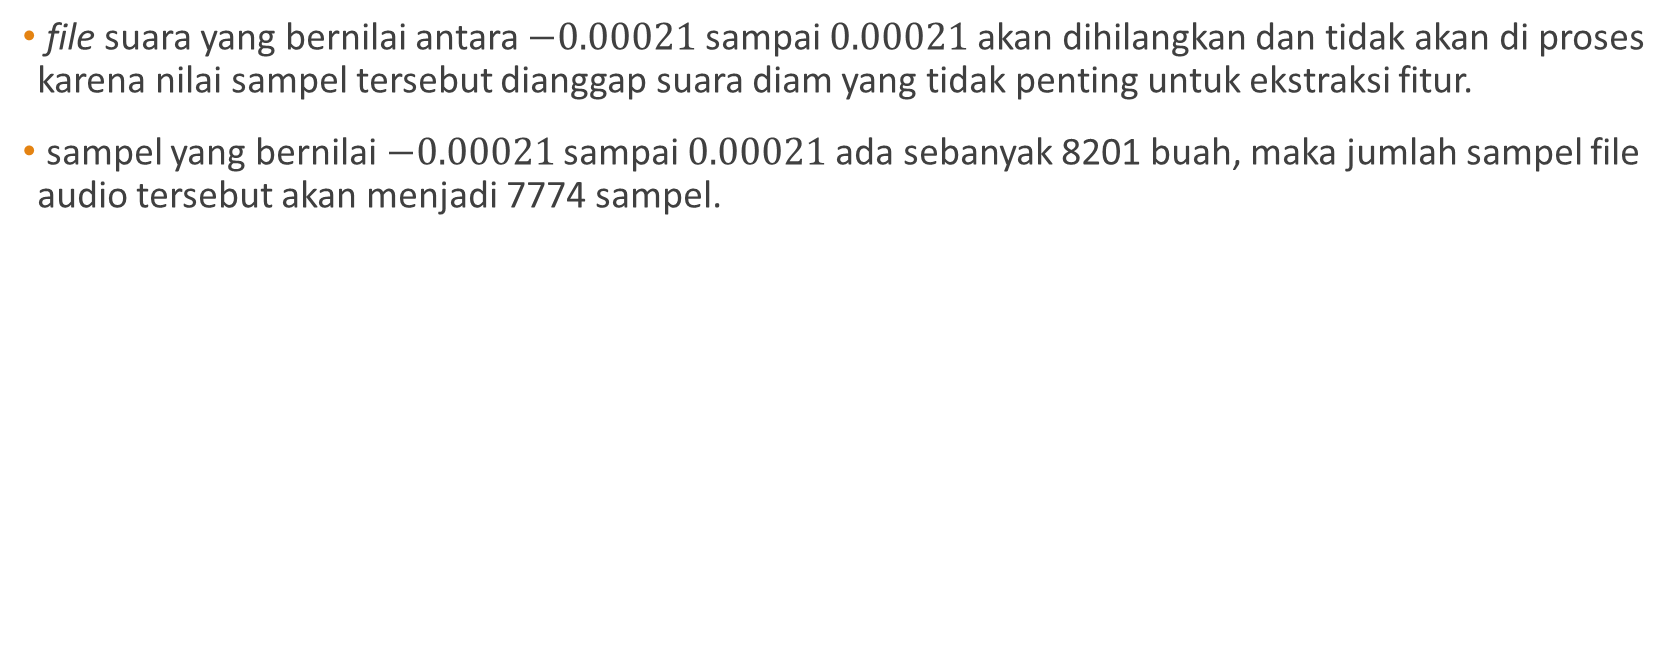 • file suara yang bernilai antara −0.00021 sampai 0.00021 akan dihilangkan dan tidak akan di proses
karena nilai sampel tersebut dianggap suara diam yang tidak penting untuk ekstraksi fitur.
• sampel yang bernilai −0.00021 sampai 0.00021 ada sebanyak 8201 buah, maka jumlah sampel file
audio tersebut akan menjadi 7774 sampel.